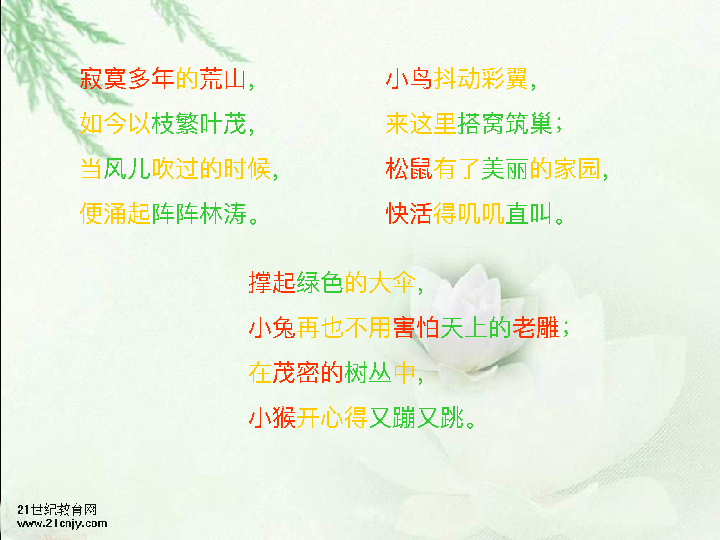 寂寞多年的荒山，
如今以枝繁叶茂，
当风儿吹过的时候，
便涌起阵阵林涛。
小鸟抖动彩翼，
来这里搭窝筑巢；
松鼠有了美丽的家园，
快活得叽叽直叫。
撑起绿色的大伞，
小兔再也不用害怕天上的老雕；
在茂密的树丛中，
小猴开心得又蹦又跳。
21世纪教育网
www.21cnjy.com